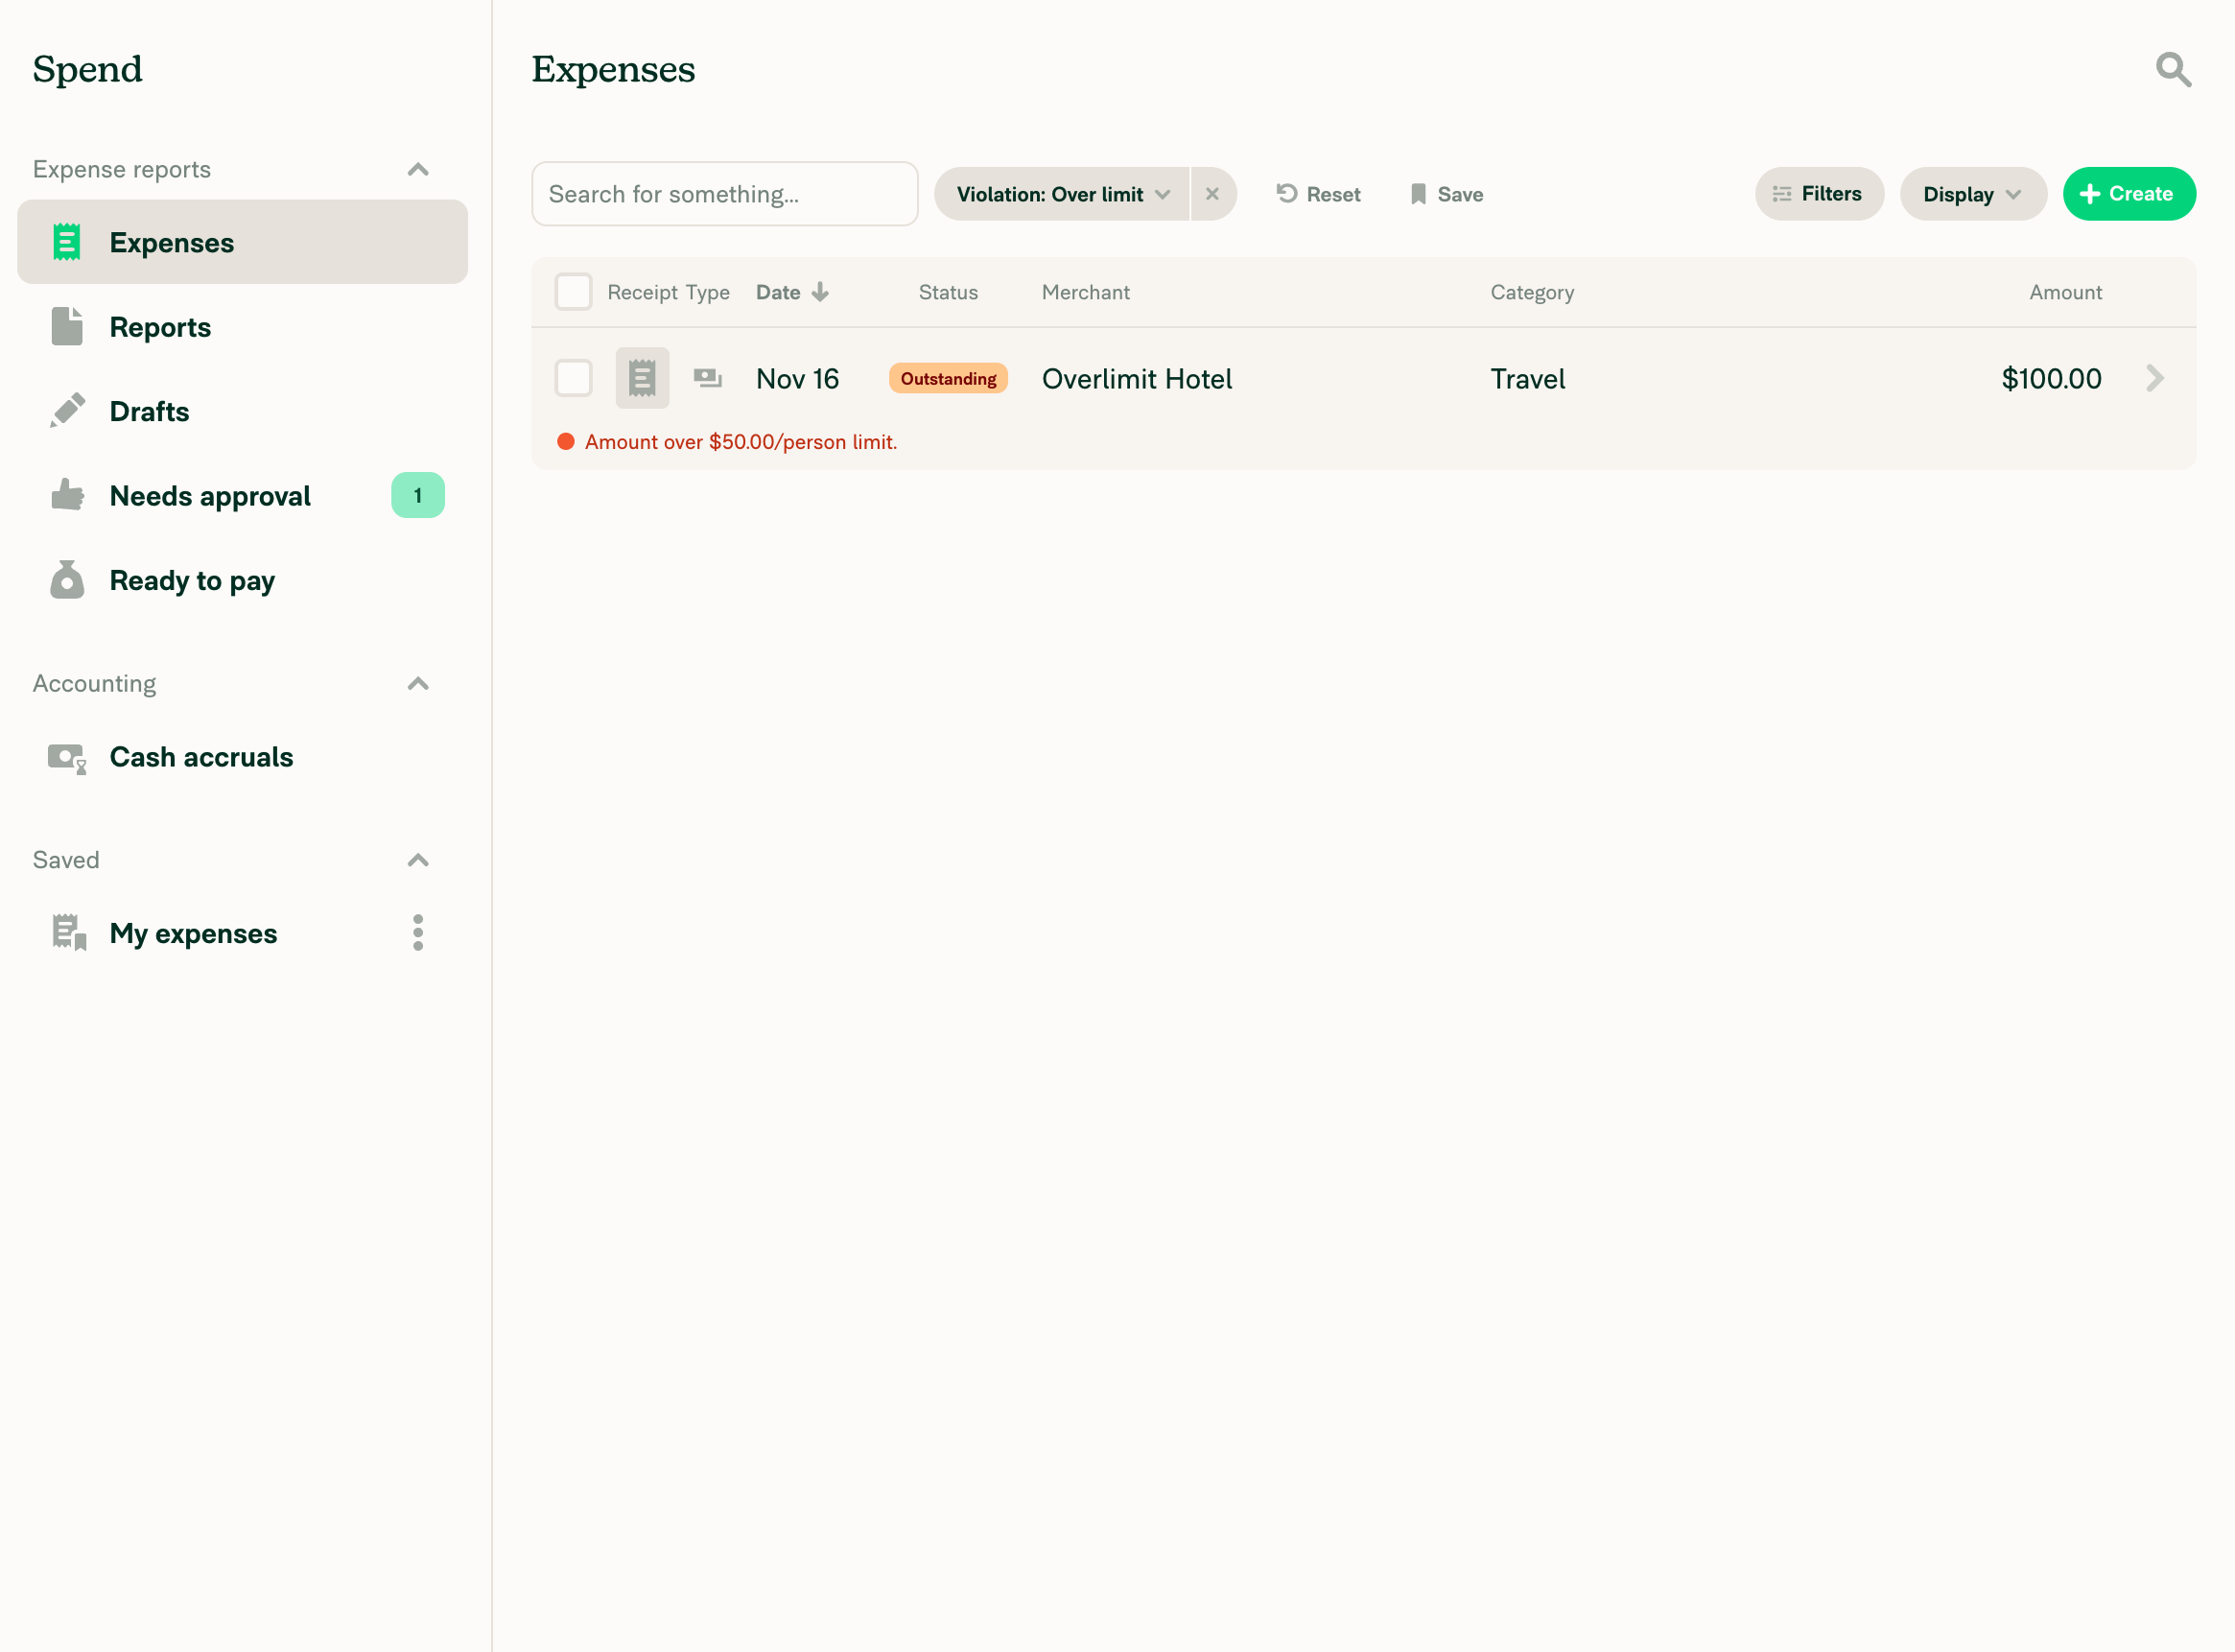 Spend
Expense reports
Expenses
Reports
Drafts
Needs approval 1
Ready to pay
Accounting
Cash accruals
Saved
My expenses
Expenses
Search for something...
Violation: Over limit
Reset
Save
Filters
Display
Create
Receipt Type Date Status Merchant Category Amount
Nov 16 Outstanding Overlimit Hotel Travel $100.00
Amount over $50.00/person limit.